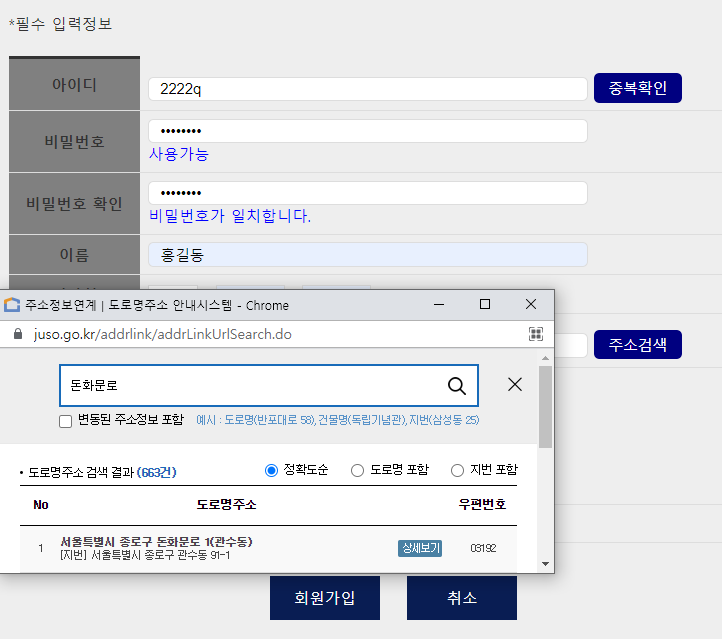 *필수 입력정보
아이디 2222q 중복확인
비밀번호 ••••••••
사용가능
비밀번호 확인 ••••••••
비밀번호가 일치합니다.
이름 홍길동
주소정보연계 | 도로명주소 안내시스템 - Chrome
juso.go.kr/addrlink/addrLinkUrlSearch.do
주소검색
돈화문로
변동된 주소정보 포함 예시 : 도로명(반포대로 58), 건물명(독립기념관), 지번(삼성동 25)
• 도로명주소 검색 결과 (663건) 정확도순 도로명 포함 지번 포함
No 도로명주소 우편번호
1 서울특별시 종로구 돈화문로 1(관수동) 상세보기 03192
[지번] 서울특별시 종로구 관수동 91-1
회원가입 취소